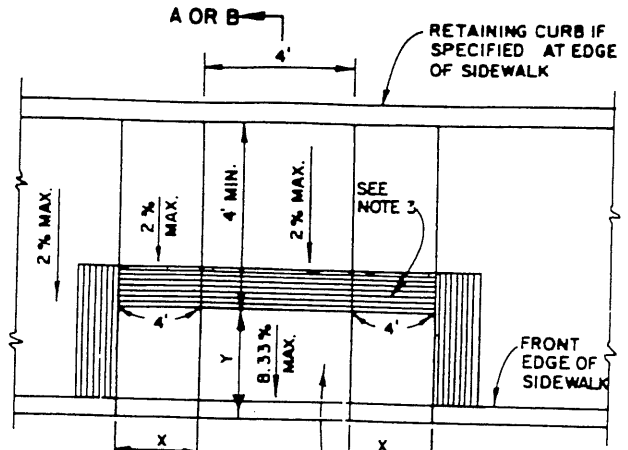 A OR B
4'
RETAINING CURB IF
SPECIFIED AT EDGE
OF SIDEWALK
2% MAX.
2%
MAX.
4' MIN.
2% MAX.
SEE
NOTE 3
4'
4'
Y
8.33%
MAX.
FRONT
EDGE OF
SIDEWALK
X
X